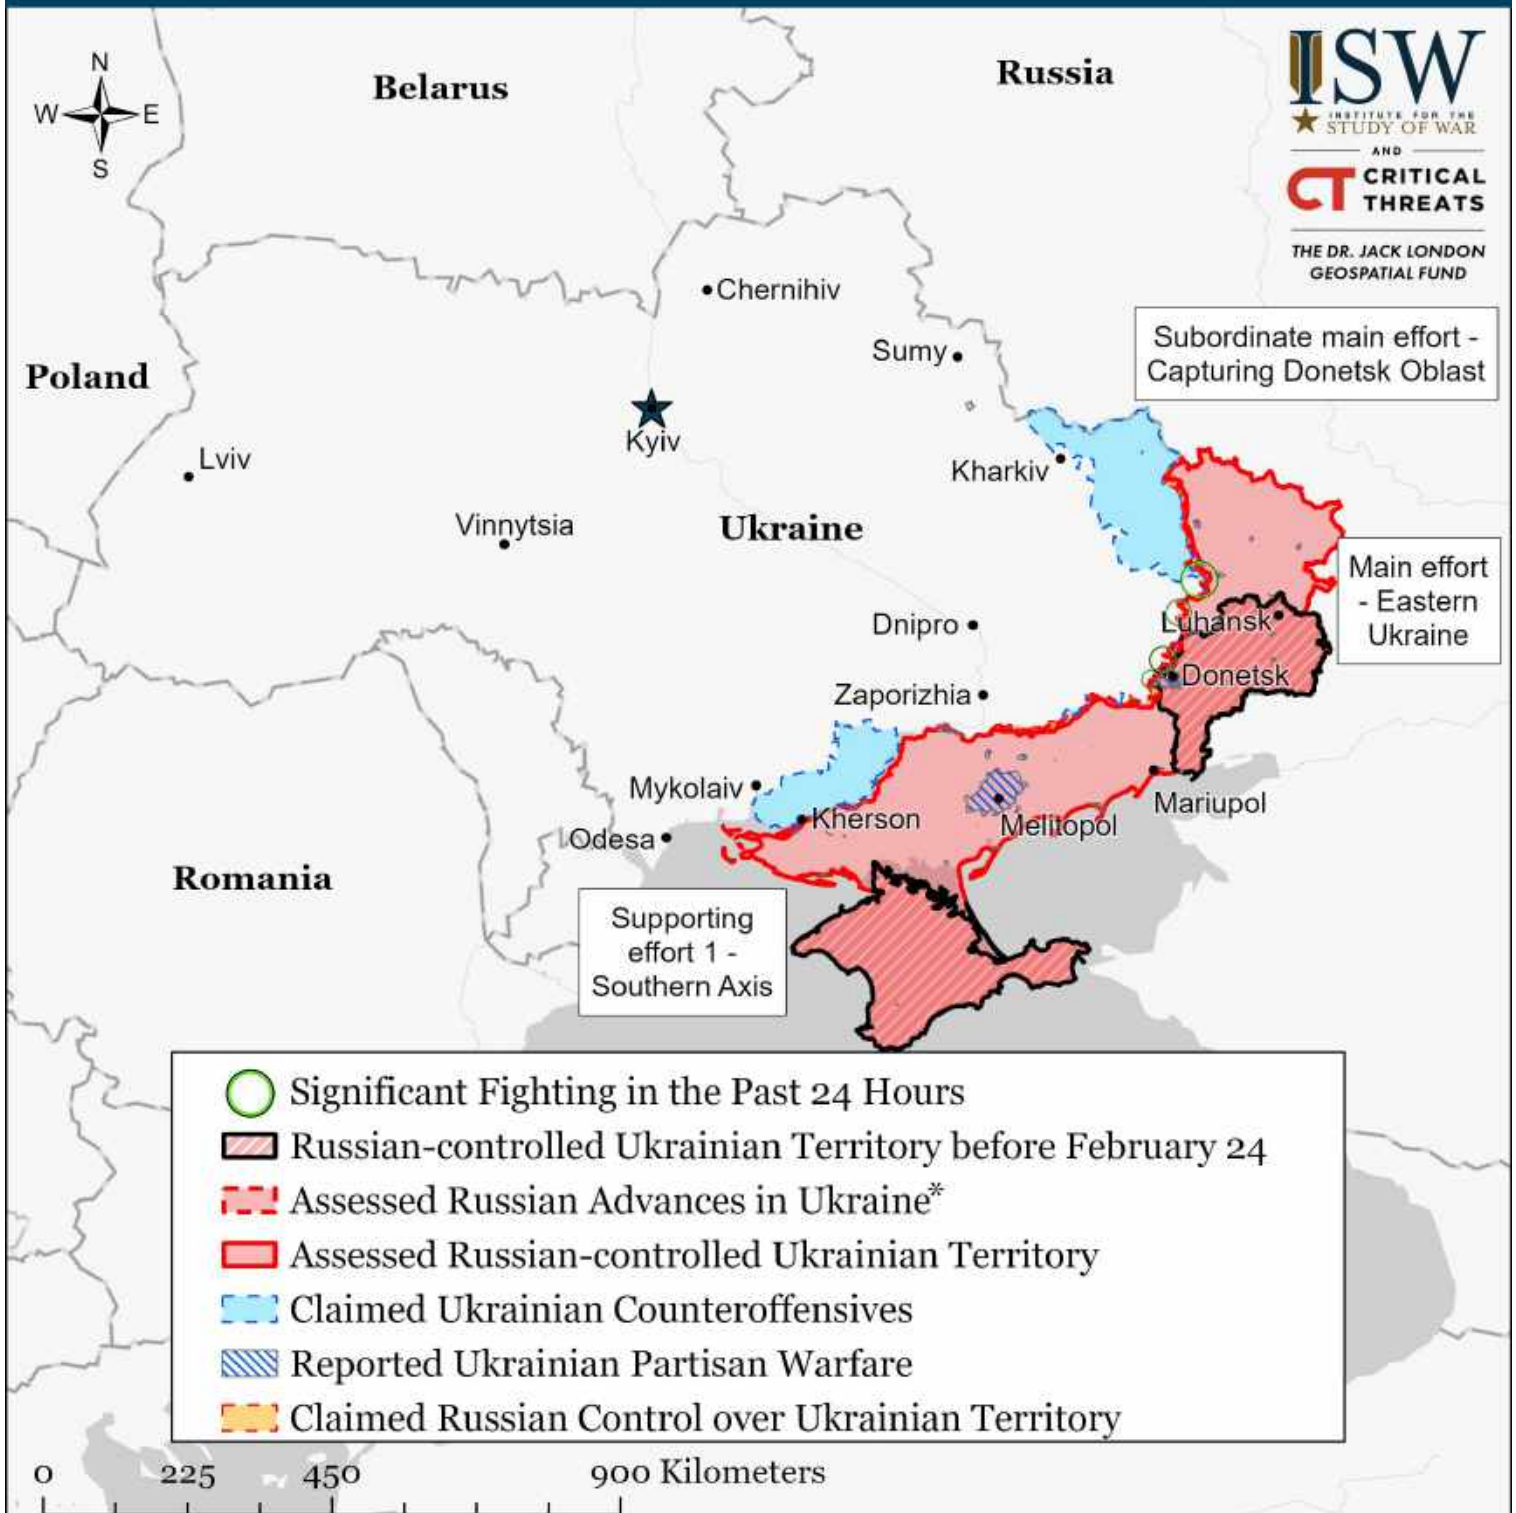 N
W E
S
Belarus
Russia
ISW
INSTITUTE FOR THE
STUDY OF WAR
AND
CT CRITICAL
THREATS
THE DR. JACK LONDON
GEOSPATIAL FUND
Chernihiv
Subordinate main effort -
Capturing Donetsk Oblast
Sumy
Poland
Kyiv
Lviv
Kharkiv
Vinnytsia
Ukraine
Main effort
- Eastern
Ukraine
Dnipro
Luhansk
Donetsk
Zaporizhia
Mykolaiv
Mariupol
Kherson
Melitopol
Odesa
Romania
Supporting
effort 1 -
Southern Axis
Significant Fighting in the Past 24 Hours
Russian-controlled Ukrainian Territory before February 24
Assessed Russian Advances in Ukraine*
Assessed Russian-controlled Ukrainian Territory
Claimed Ukrainian Counteroffensives
Reported Ukrainian Partisan Warfare
Claimed Russian Control over Ukrainian Territory
0 225 450 900 Kilometers